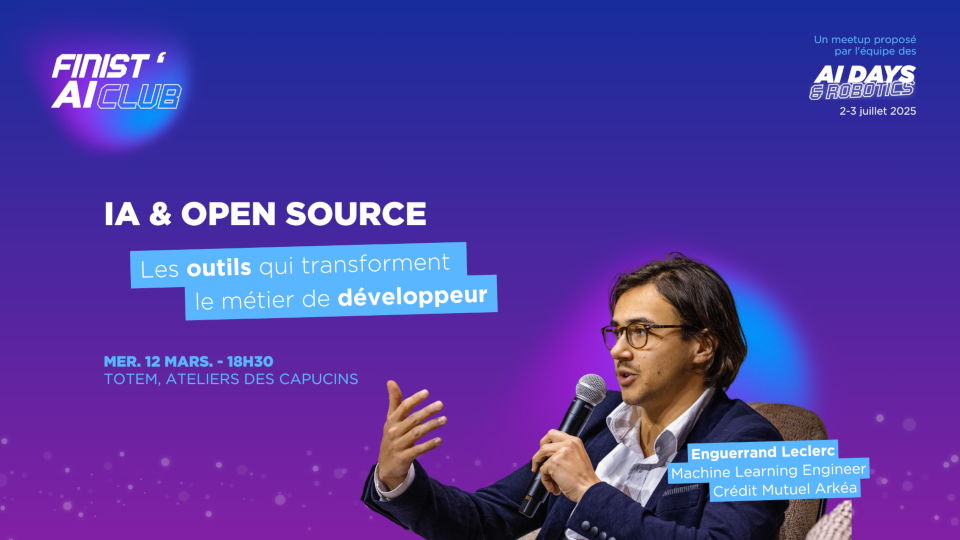 FINIST '
AI CLUB
Un meetup proposé
par l'équipe des
AI DAYS
& ROBOTICS
2-3 juillet 2025
IA & OPEN SOURCE
Les outils qui transforment
le métier de développeur
MER. 12 MARS. - 18H30
TOTEM, ATELIERS DES CAPUCINS
Enguerrand Leclerc
Machine Learning Engineer
Crédit Mutuel Arkéa